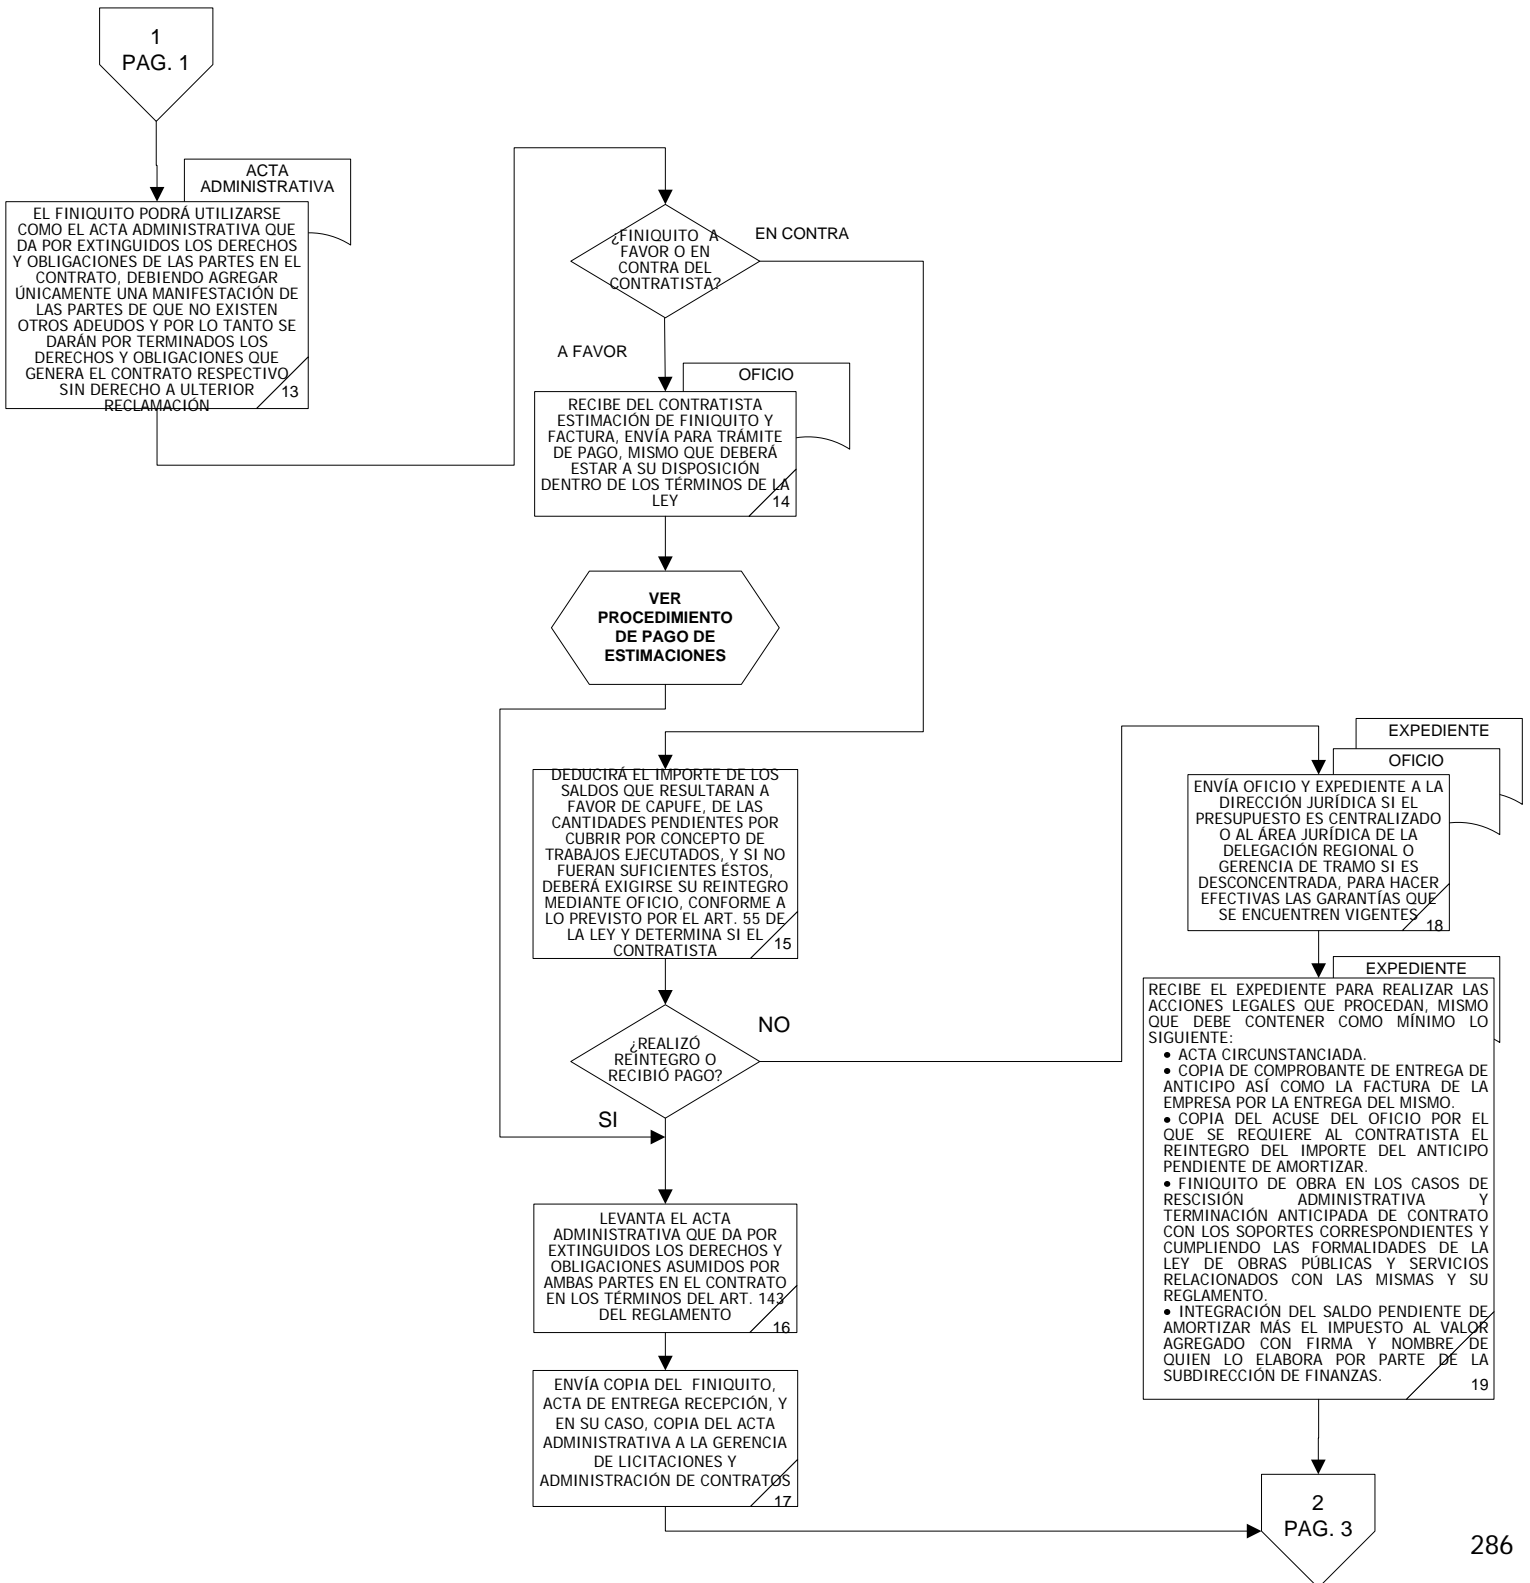 1
PAG. 1
ACTA
ADMINISTRATIVA
EL FINIQUITO PODRÁ UTILIZARSE
COMO EL ACTA ADMINISTRATIVA QUE
DA POR EXTINGUIDOS LOS DERECHOS
Y OBLIGACIONES DE LAS PARTES EN EL
CONTRATO, DEBIENDO AGREGAR
ÚNICAMENTE UNA MANIFESTACIÓN DE
LAS PARTES DE QUE NO EXISTEN
OTROS ADEUDOS Y POR LO TANTO SE
DARÁN POR TERMINADOS LOS
DERECHOS Y OBLIGACIONES QUE
GENERA EL CONTRATO RESPECTIVO
SIN DERECHO A ULTERIOR
RECLAMACIÓN
13
¿FINIQUITO A
FAVOR O EN
CONTRA DEL
CONTRATISTA?
EN CONTRA
A FAVOR
OFICIO
RECIBE DEL CONTRATISTA
ESTIMACIÓN DE FINIQUITO Y
FACTURA, ENVÍA PARA TRÁMITE
DE PAGO, MISMO QUE DEBERÁ
ESTAR A SU DISPOSICIÓN
DENTRO DE LOS TÉRMINOS DE LA
LEY
14
VER
PROCEDIMIENTO
DE PAGO DE
ESTIMACIONES
DEDUCIRÁ EL IMPORTE DE LOS
SALDOS QUE RESULTARAN A
FAVOR DE CAPUFE, DE LAS
CANTIDADES PENDIENTES POR
CUBRIR POR CONCEPTO DE
TRABAJOS EJECUTADOS, Y SI NO
FUERAN SUFICIENTES ÉSTOS,
DEBERÁ EXIGIRSE SU REINTEGRO
MEDIANTE OFICIO, CONFORME A
LO PREVISTO POR EL ART. 55 DE
LA LEY Y DETERMINA SI EL
CONTRATISTA
15
¿REALIZÓ
REINTEGRO O
RECIBIÓ PAGO?
NO
SI
LEVANTA EL ACTA
ADMINISTRATIVA QUE DA POR
EXTINGUIDOS LOS DERECHOS Y
OBLIGACIONES ASUMIDOS POR
AMBAS PARTES EN EL CONTRATO
EN LOS TÉRMINOS DEL ART. 143
DEL REGLAMENTO
16
ENVÍA COPIA DEL FINIQUITO,
ACTA DE ENTREGA RECEPCIÓN, Y
EN SU CASO, COPIA DEL ACTA
ADMINISTRATIVA A LA GERENCIA
DE LICITACIONES Y
ADMINISTRACIÓN DE CONTRATOS
17
EXPEDIENTE
OFICIO
ENVÍA OFICIO Y EXPEDIENTE A LA
DIRECCIÓN JURÍDICA SI EL
PRESUPUESTO ES CENTRALIZADO
O AL ÁREA JURÍDICA DE LA
DELEGACIÓN REGIONAL O
GERENCIA DE TRAMO SI ES
DESCONCENTRADA, PARA HACER
EFECTIVAS LAS GARANTÍAS QUE
SE ENCUENTREN VIGENTES
18
EXPEDIENTE
RECIBE EL EXPEDIENTE PARA REALIZAR LAS
ACCIONES LEGALES QUE PROCEDAN, MISMO
QUE DEBE CONTENER COMO MÍNIMO LO
SIGUIENTE:
• ACTA CIRCUNSTANCIADA.
• COPIA DE COMPROBANTE DE ENTREGA DE
ANTICIPO ASÍ COMO LA FACTURA DE LA
EMPRESA POR LA ENTREGA DEL MISMO.
• COPIA DEL ACUSE DEL OFICIO POR EL
QUE SE REQUIERE AL CONTRATISTA EL
REINTEGRO DEL IMPORTE DEL ANTICIPO
PENDIENTE DE AMORTIZAR.
• FINIQUITO DE OBRA EN LOS CASOS DE
RESCISIÓN ADMINISTRATIVA Y
TERMINACIÓN ANTICIPADA DE CONTRATO
CON LOS SOPORTES CORRESPONDIENTES Y
CUMPLIENDO LAS FORMALIDADES DE LA
LEY DE OBRAS PÚBLICAS Y SERVICIOS
RELACIONADOS CON LAS MISMAS Y SU
REGLAMENTO.
• INTEGRACIÓN DEL SALDO PENDIENTE DE
AMORTIZAR MÁS EL IMPUESTO AL VALOR
AGREGADO CON FIRMA Y NOMBRE DE
QUIEN LO ELABORA POR PARTE DE LA
SUBDIRECCIÓN DE FINANZAS.
19
2
PAG. 3
286